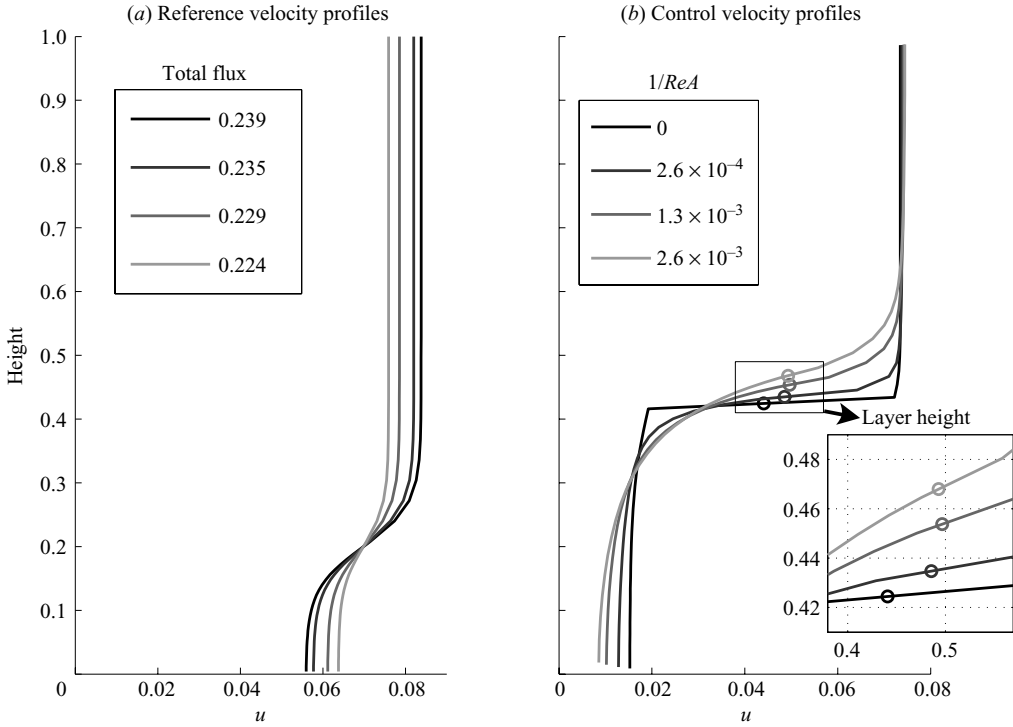 (a) Reference velocity profiles
1.0
0.9
0.8
0.7
0.6
0.5
0.4
0.3
0.2
0.1
0
Height
Total flux
0.239
0.235
0.229
0.224
0.02
0.04
0.06
0.08
u
(b) Control velocity profiles
1/ReA
0
2.6 × 10⁻⁴
1.3 × 10⁻³
2.6 × 10⁻³
Layer height
0.48
0.46
0.44
0.42
0.4
0.5
0
0.02
0.04
0.06
0.08
u